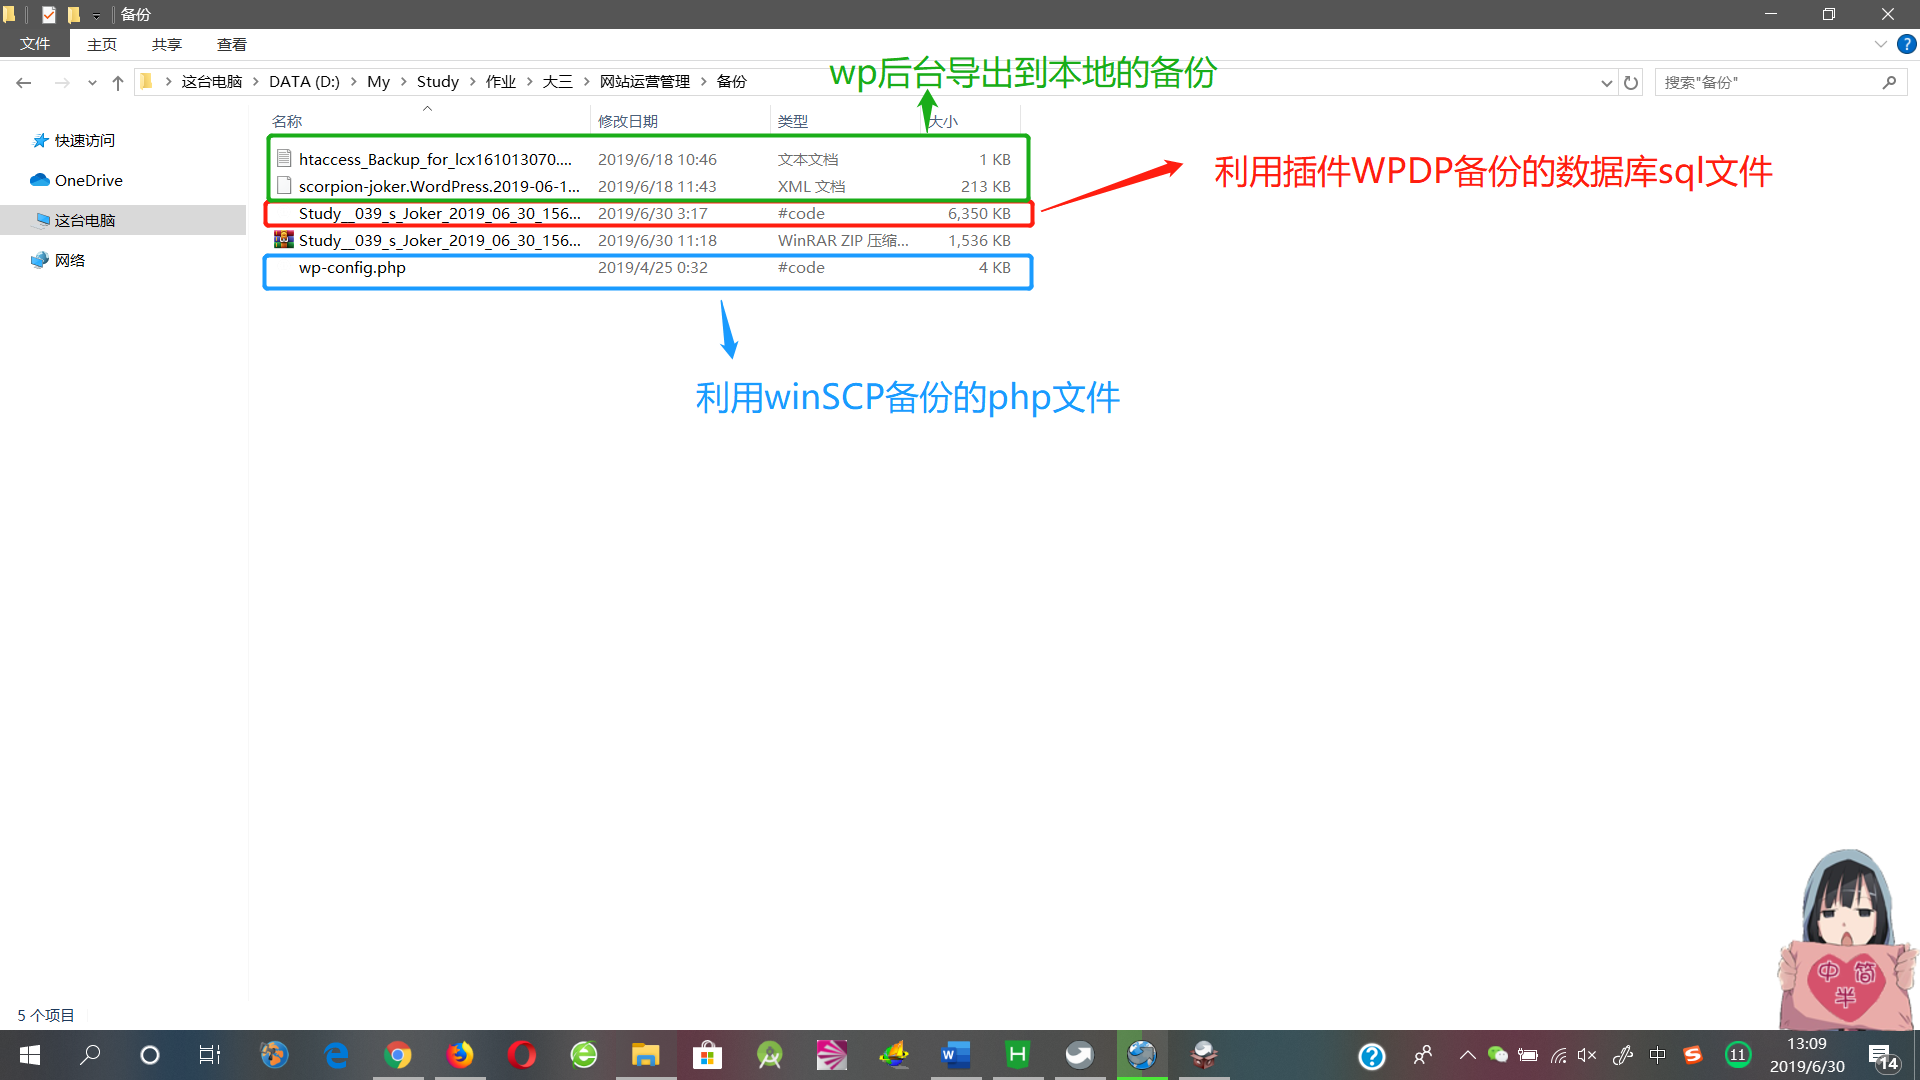 备份
文件 主页 共享 查看
这台电脑 DATA (D:) My Study 作业 大三 网站运营管理 备份
搜索"备份"
wp后台导出到本地的备份
名称 修改日期 类型 大小
快速访问
OneDrive
这台电脑
网络
htaccess_Backup_for_lcx161013070.... 2019/6/18 10:46 文本文档 1 KB
scorpion-joker.WordPress.2019-06-1... 2019/6/18 11:43 XML 文档 213 KB
Study__039_s_Joker_2019_06_30_156... 2019/6/30 3:17 #code 6,350 KB
Study__039_s_Joker_2019_06_30_156... 2019/6/30 11:18 WinRAR ZIP 压缩... 1,536 KB
wp-config.php 2019/4/25 0:32 #code 4 KB
利用插件WPDP备份的数据库sql文件
利用winSCP备份的php文件
中 简
半
5 个项目
中
11
13:09
2019/6/30
14